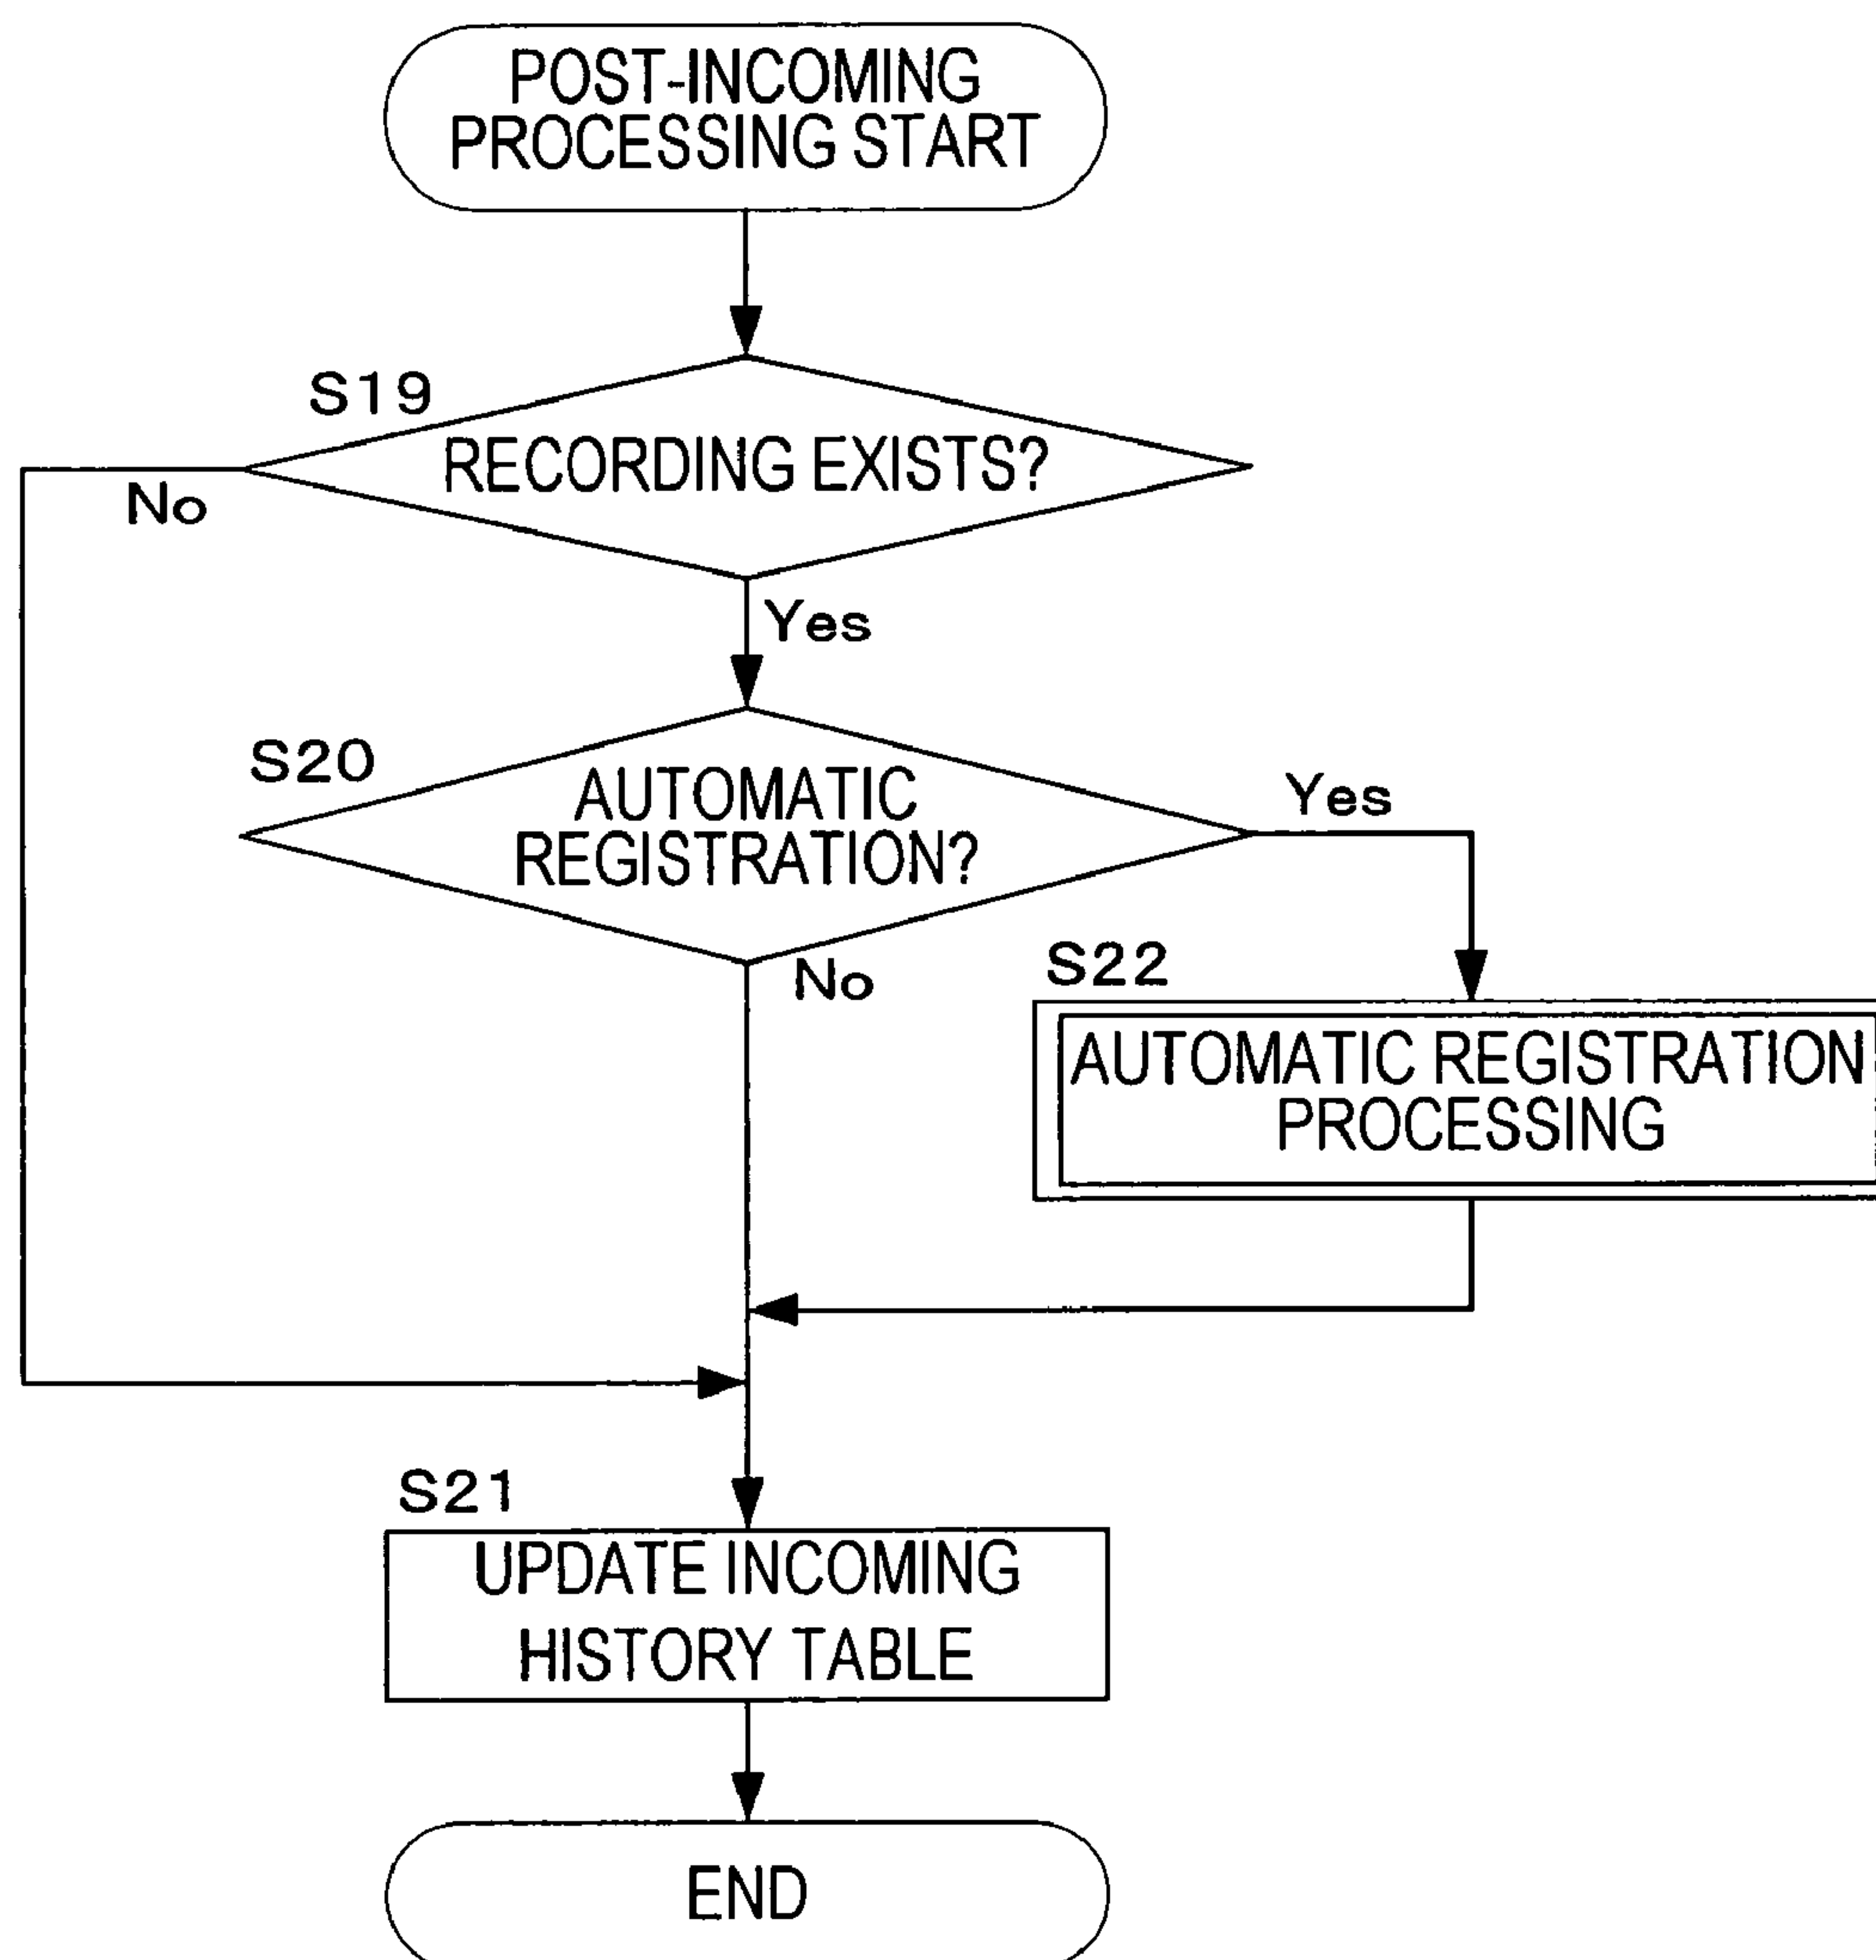 POST-INCOMING
PROCESSING START
S19
RECORDING EXISTS?
No
Yes
S20
AUTOMATIC
REGISTRATION?
Yes
No
S22
AUTOMATIC REGISTRATION
PROCESSING
S21
UPDATE INCOMING
HISTORY TABLE
END